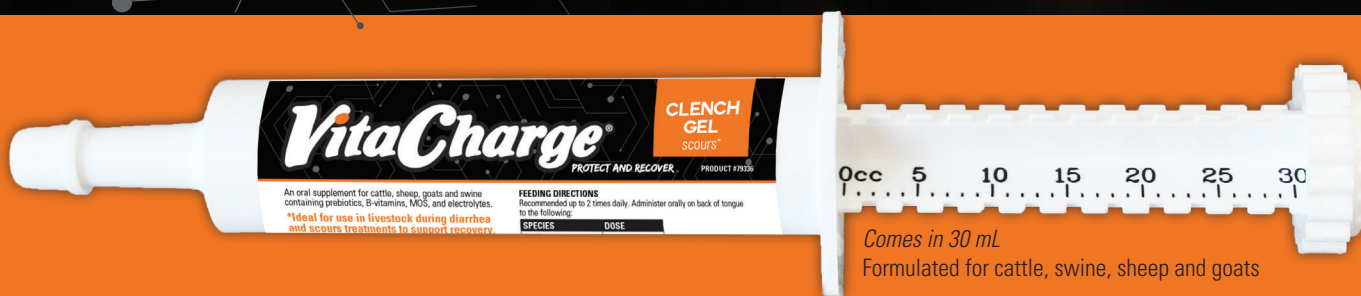 VitaCharge®
PROTECT AND RECOVER
CLENCH
GEL
scours*
PRODUCT #79336
An oral supplement for cattle, sheep, goats and swine
containing prebiotics, B-vitamins, MOS, and electrolytes.
*Ideal for use in livestock during diarrhea
and scours treatments to support recovery.
FEEDING DIRECTIONS
Recommended up to 2 times daily. Administer orally on back of tongue
to the following:
SPECIES DOSE
0cc 5 10 15 20 25 30
Comes in 30 mL
Formulated for cattle, swine, sheep and goats